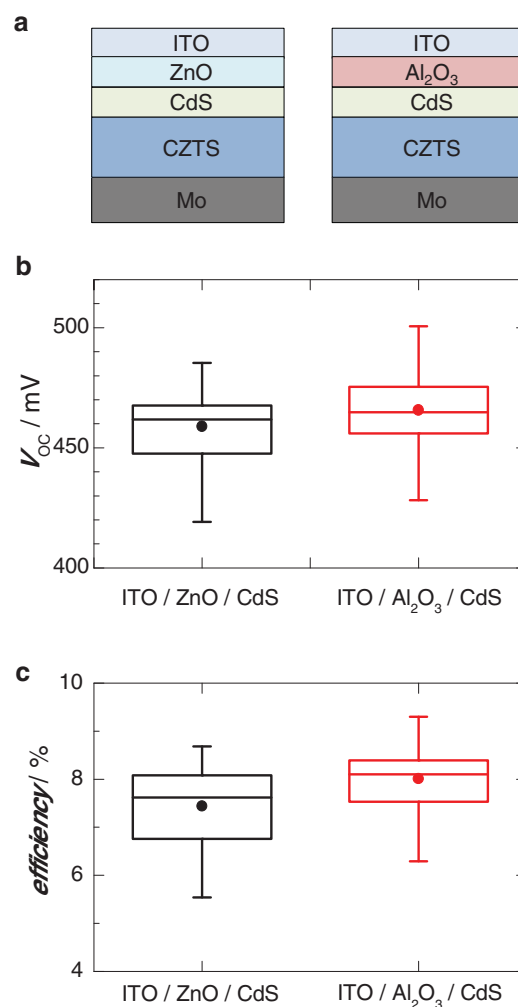 a
ITO ITO
ZnO Al₂O₃
CdS CdS
CZTS CZTS
Mo Mo
b
500
450
400
V_OC / mV
ITO / ZnO / CdS ITO / Al₂O₃ / CdS
c
10
8
6
4
efficiency / %
ITO / ZnO / CdS ITO / Al₂O₃ / CdS